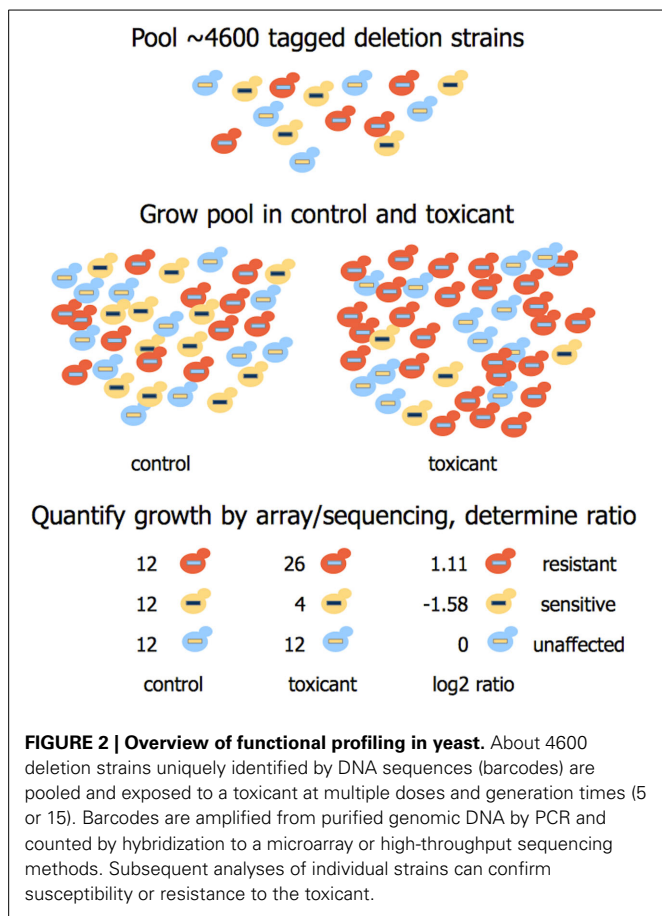 Pool ~4600 tagged deletion strains
Grow pool in control and toxicant
control toxicant
Quantify growth by array/sequencing, determine ratio
12 26 1.11 resistant
12 4 -1.58 sensitive
12 12 0 unaffected
control toxicant log2 ratio
FIGURE 2 | Overview of functional profiling in yeast. About 4600
deletion strains uniquely identified by DNA sequences (barcodes) are
pooled and exposed to a toxicant at multiple doses and generation times (5
or 15). Barcodes are amplified from purified genomic DNA by PCR and
counted by hybridization to a microarray or high-throughput sequencing
methods. Subsequent analyses of individual strains can confirm
susceptibility or resistance to the toxicant.